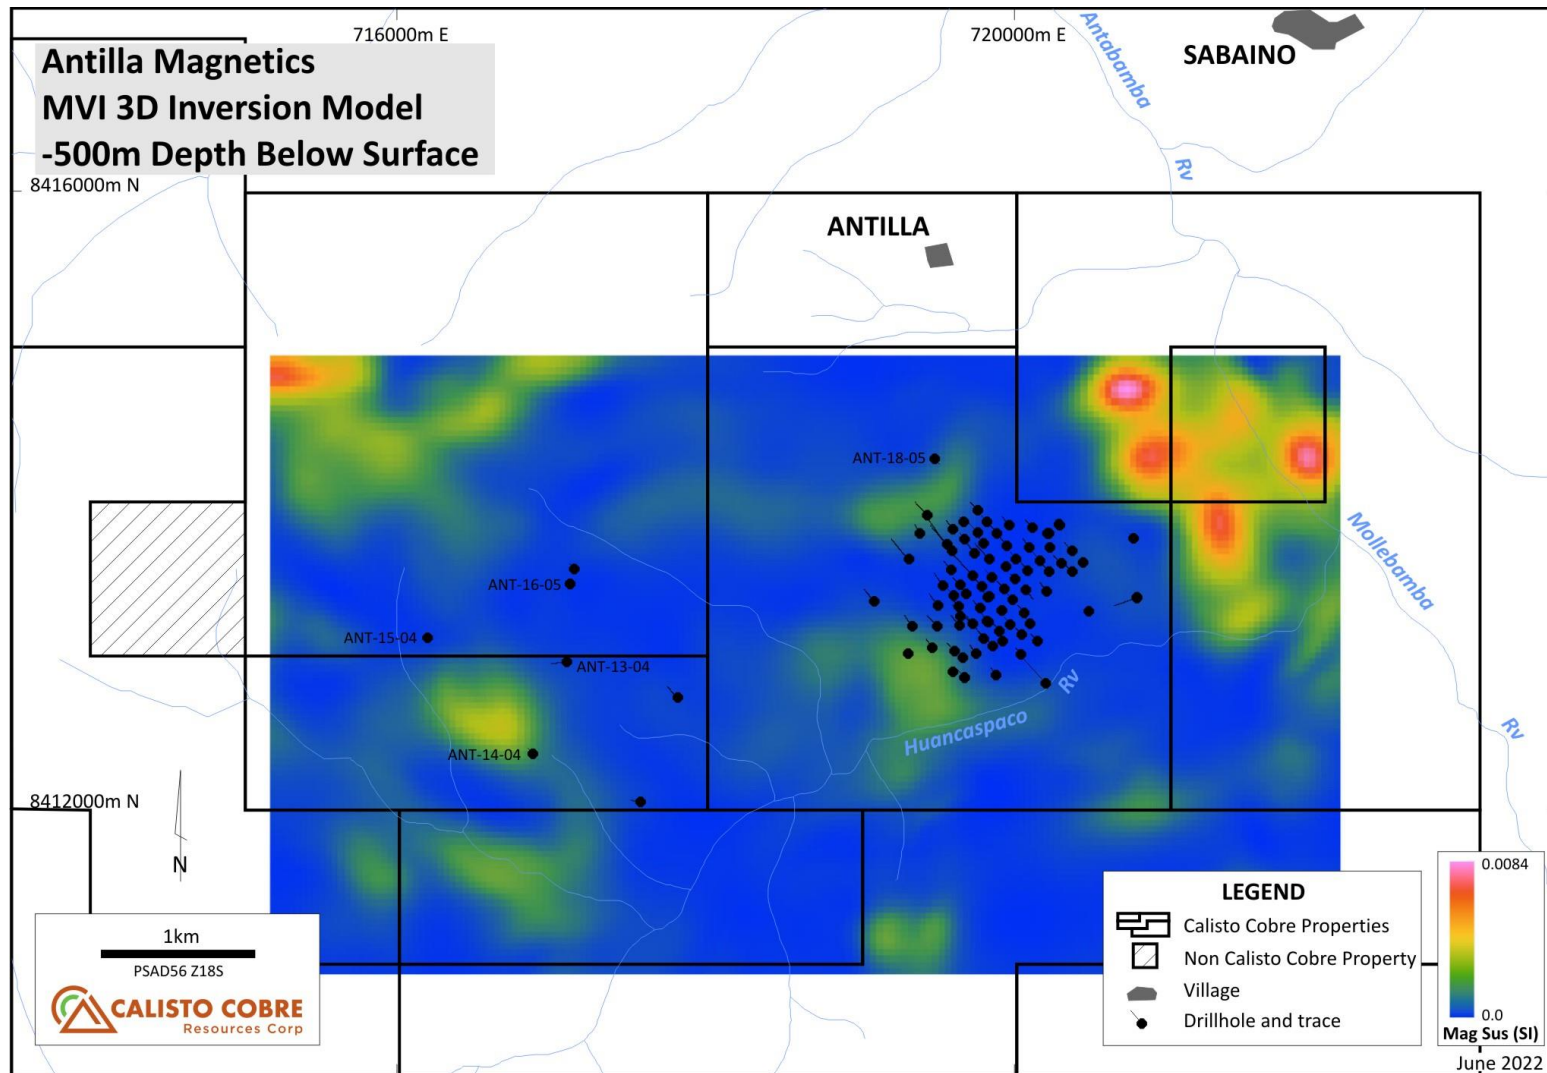 716000m E
720000m E
Antilla Magnetics
MVI 3D Inversion Model
-500m Depth Below Surface
SABAINO
Antabamba
Rv
8416000m N
ANTILLA
ANT-18-05
ANT-16-05
ANT-15-04
ANT-13-04
ANT-14-04
Mollebamba
Rv
Huancaspaco
Rv
8412000m N
N
1km
PSAD56 Z18S
CALISTO COBRE
Resources Corp
LEGEND
Calisto Cobre Properties
Non Calisto Cobre Property
Village
Drillhole and trace
0.0084
0.0
Mag Sus (SI)
June 2022